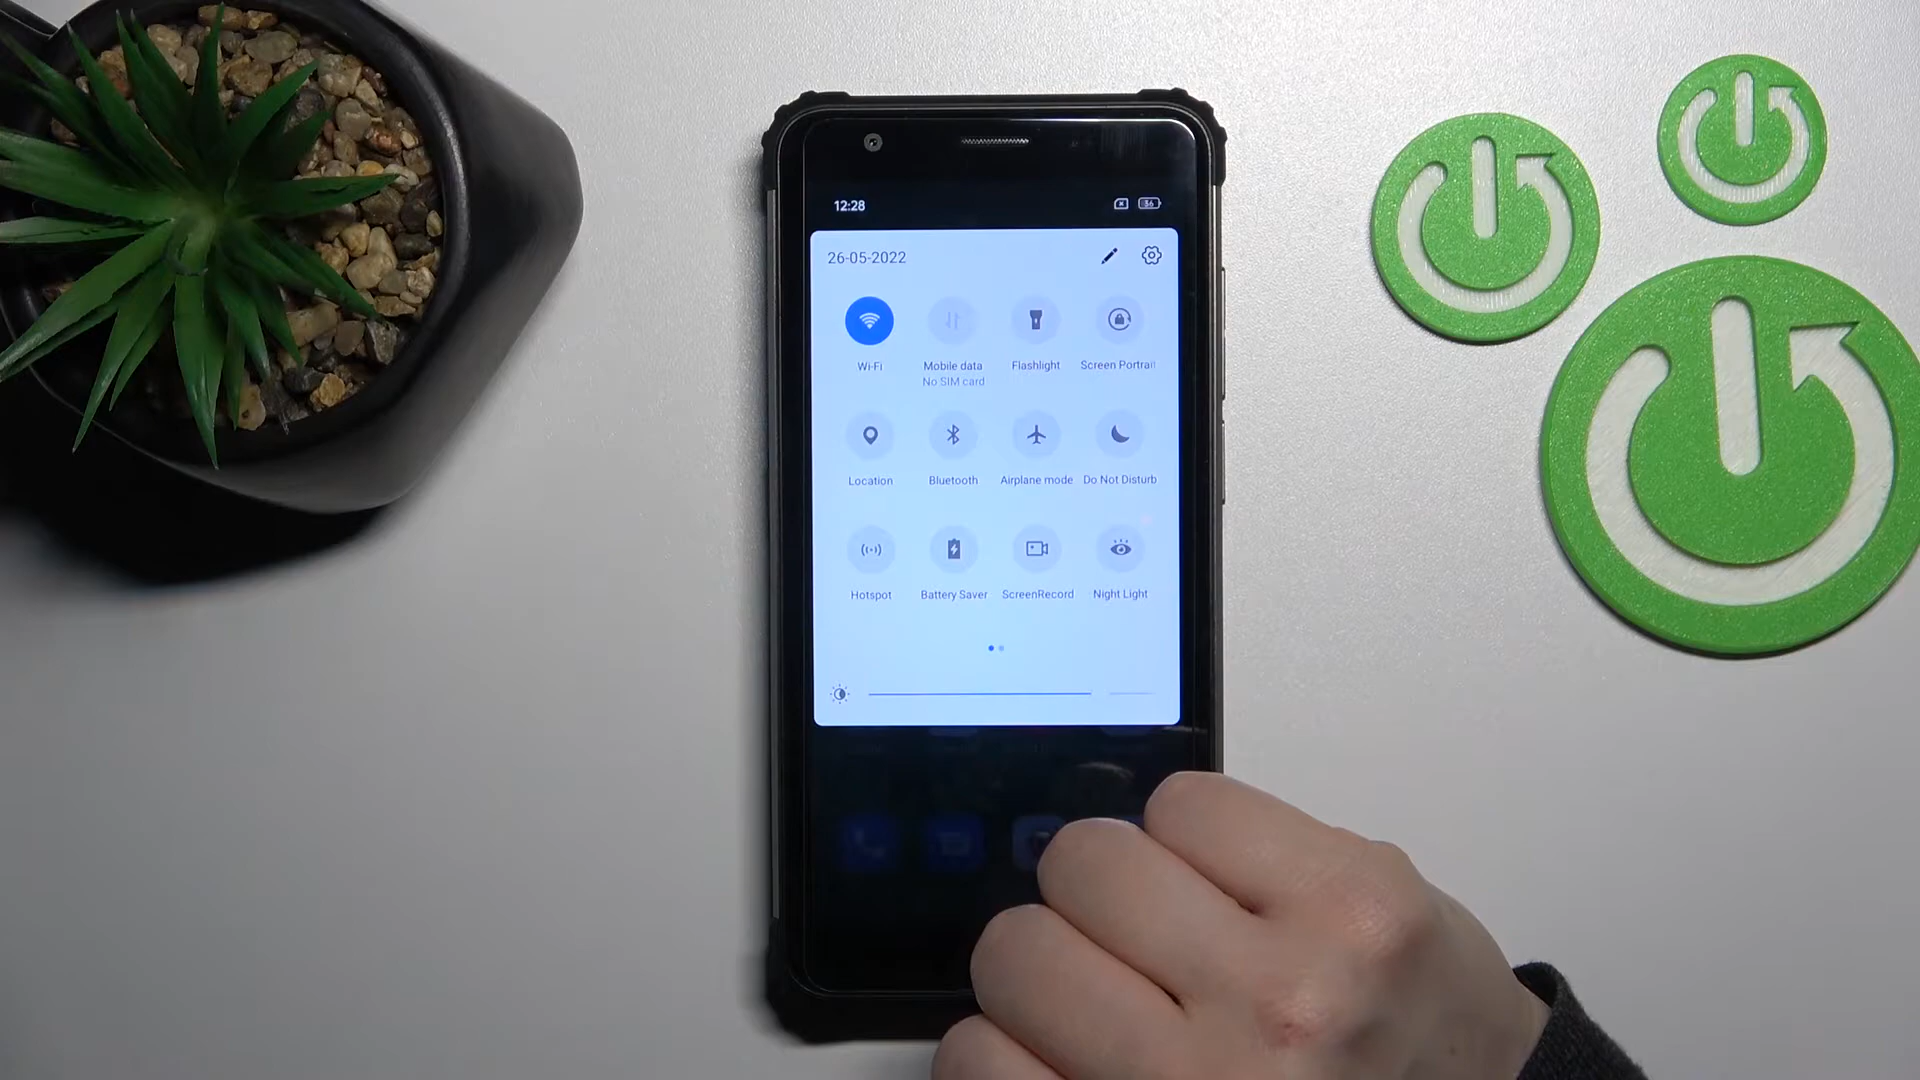 12:28
36
26-05-2022
Wi-Fi
Mobile data
No SIM card
Flashlight
Screen Portrait
Location
Bluetooth
Airplane mode
Do Not Disturb
Hotspot
Battery Saver
ScreenRecord
Night Light